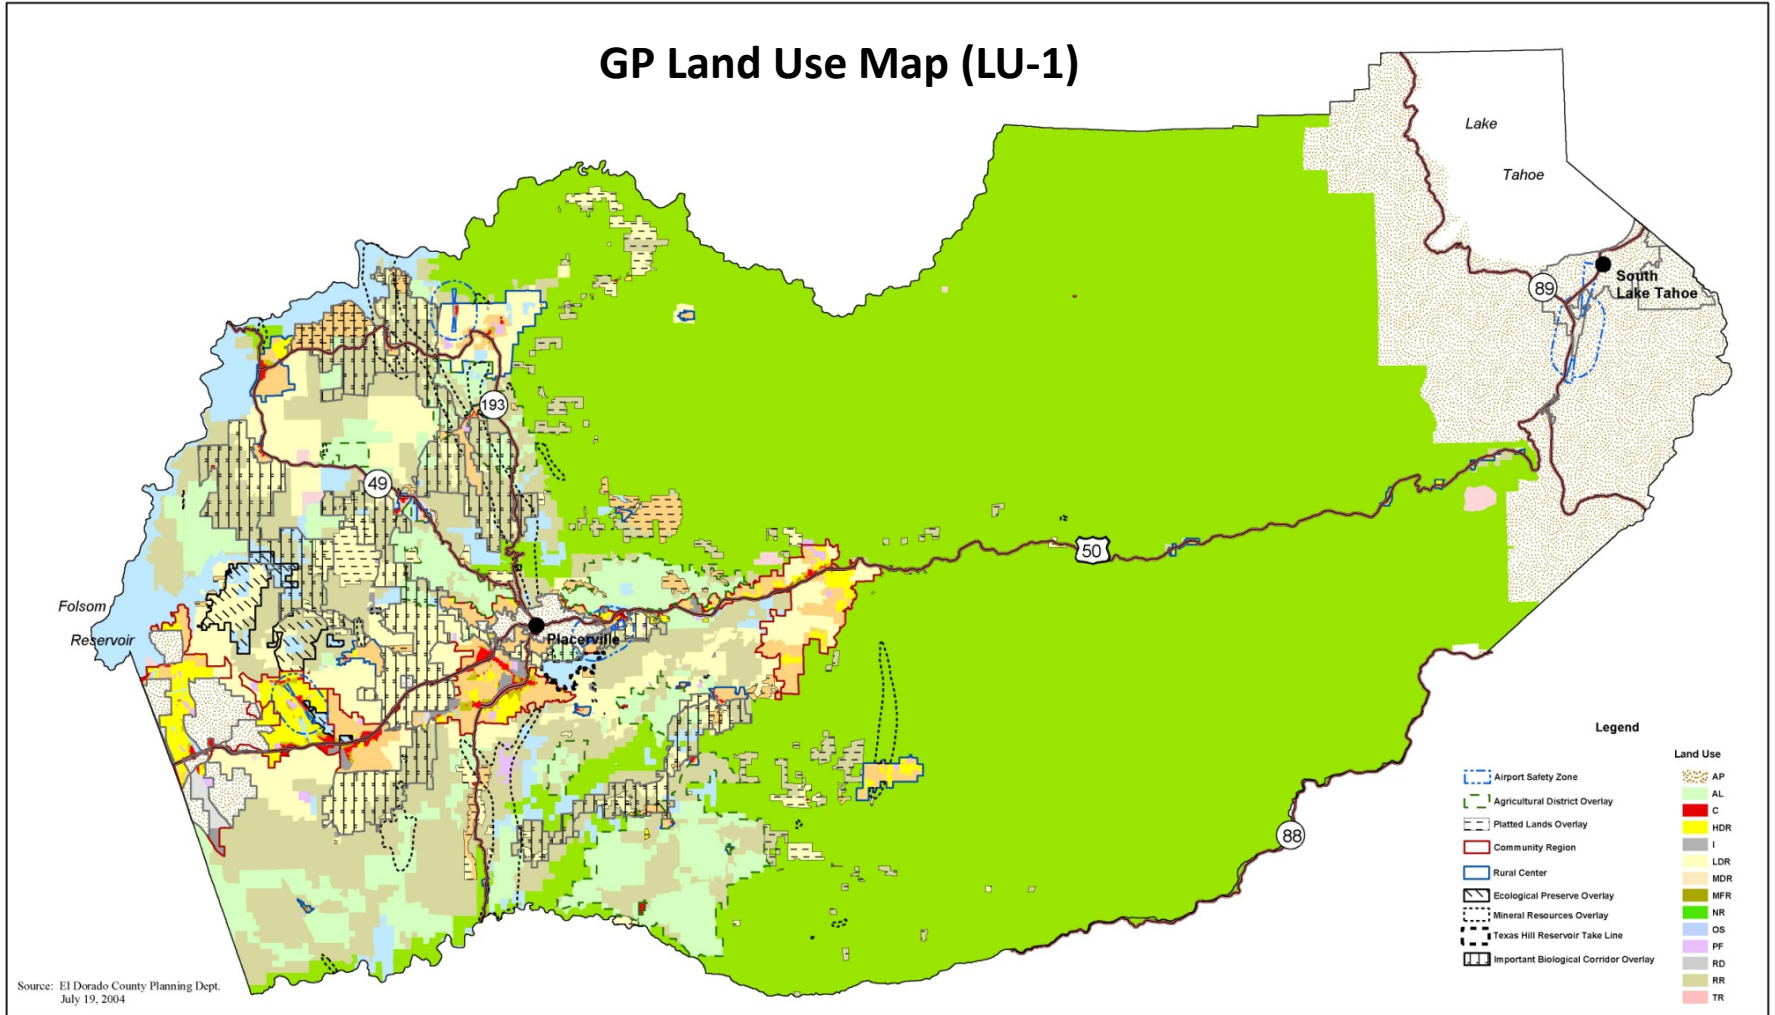 GP Land Use Map (LU-1)
Lake
Tahoe
South
Lake Tahoe
89
193
49
50
Folsom
Reservoir
Placerville
88
Legend
Land Use
Airport Safety Zone
Agricultural District Overlay
Platted Lands Overlay
Community Region
Rural Center
Ecological Preserve Overlay
Mineral Resources Overlay
Texas Hill Reservoir Take Line
Important Biological Corridor Overlay
AP
AL
C
HDR
I
LDR
MDR
MFR
NR
OS
PF
RD
RR
TR
Source: El Dorado County Planning Dept.
July 19, 2004